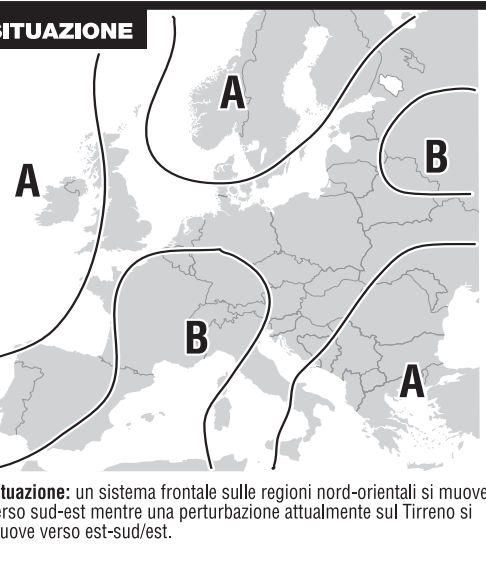 SITUAZIONE
A
A
B
B
A
tuazione: un sistema frontale sulle regioni nord-orientali si muove
erso sud-est mentre una perturbazione attualmente sul Tirreno si
uove verso est-sud/est.